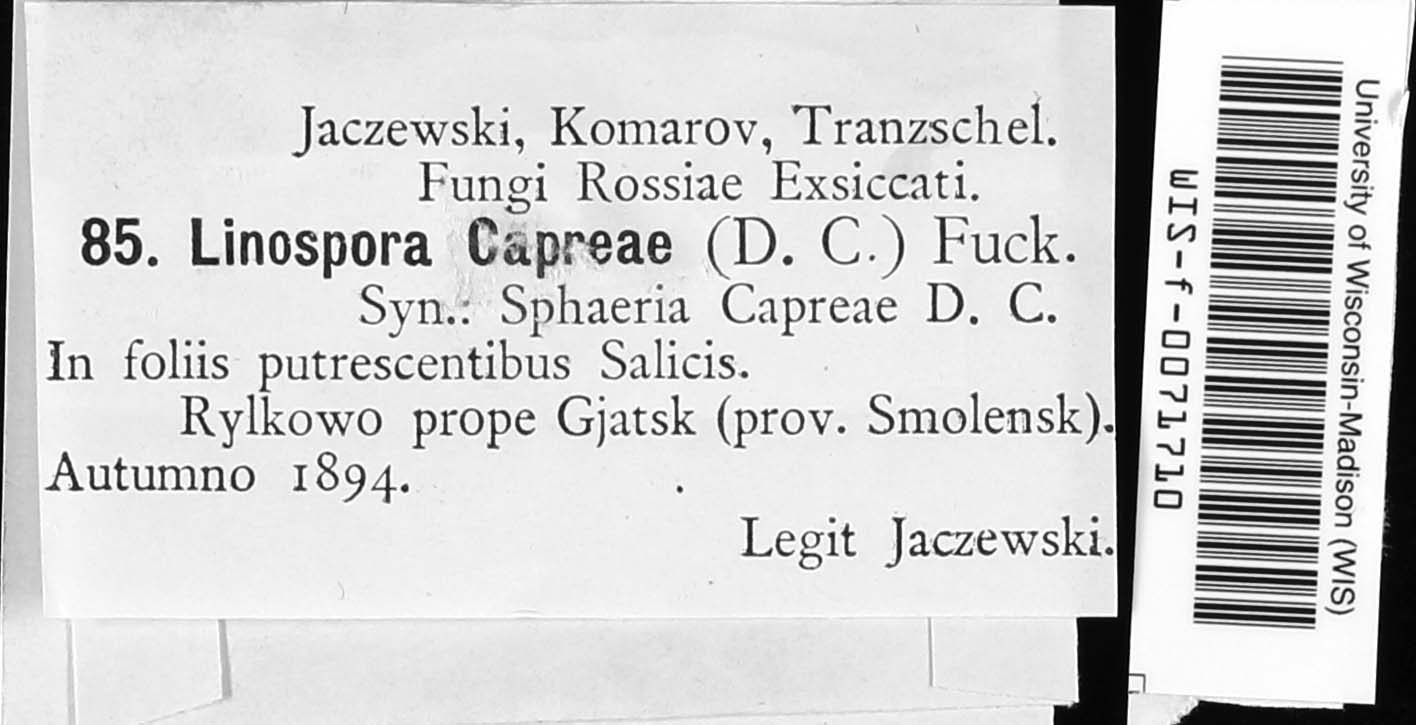 Jaczewski, Komarov, Tranzschel.
Fungi Rossiae Exsiccati.
85. Linospora Capreae (D. C.) Fuck.
Syn.: Sphaeria Capreae D. C.
In foliis putrescentibus Salicis.
Rylkowo prope Gjatsk (prov. Smolensk).
Autumno 1894.
Legit Jaczewski.
University of Wisconsin-Madison (WIS)
WIS-f-0071710